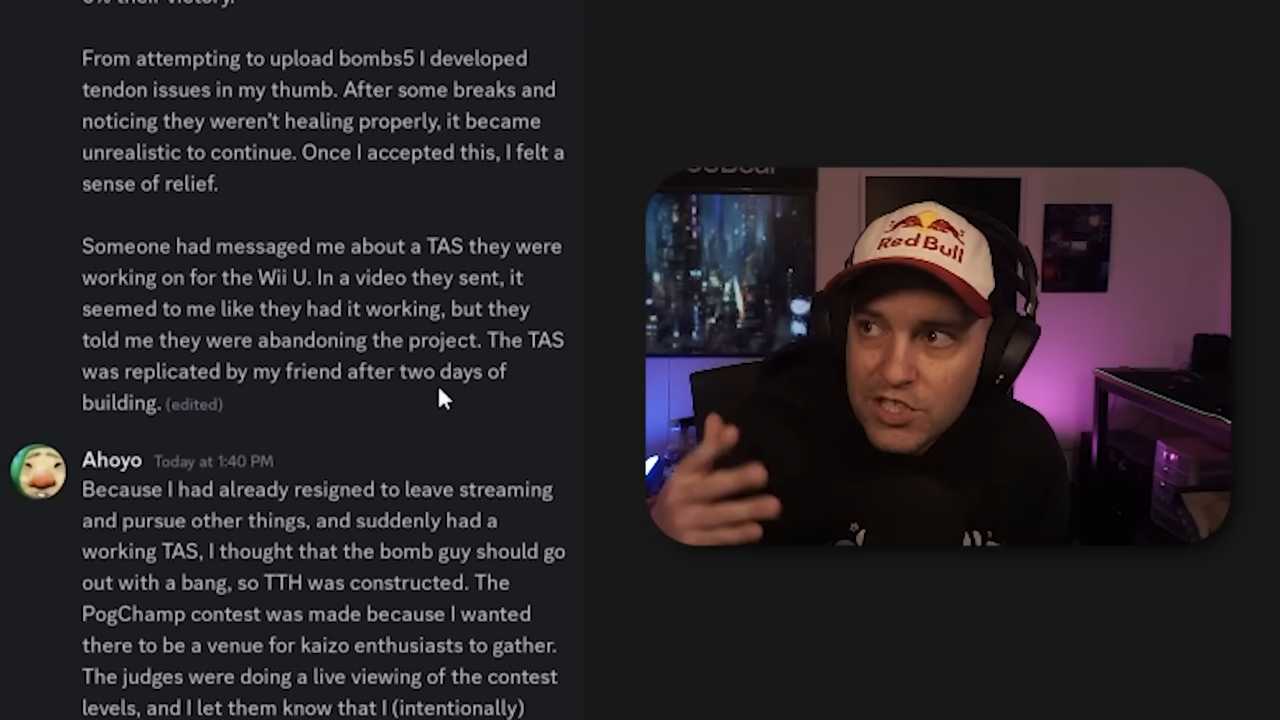 their victory.
From attempting to upload bombs5 I developed
tendon issues in my thumb. After some breaks and
noticing they weren't healing properly, it became
unrealistic to continue. Once I accepted this, I felt a
sense of relief.
Someone had messaged me about a TAS they were
working on for the Wii U. In a video they sent, it
seemed to me like they had it working, but they
told me they were abandoning the project. The TAS
was replicated by my friend after two days of
building. (edited)
Ahoyo Today at 1:40 PM
Because I had already resigned to leave streaming
and pursue other things, and suddenly had a
working TAS, I thought that the bomb guy should go
out with a bang, so TTH was constructed. The
PogChamp contest was made because I wanted
there to be a venue for kaizo enthusiasts to gather.
The judges were doing a live viewing of the contest
levels, and I let them know that I (intentionally)
Red Bull